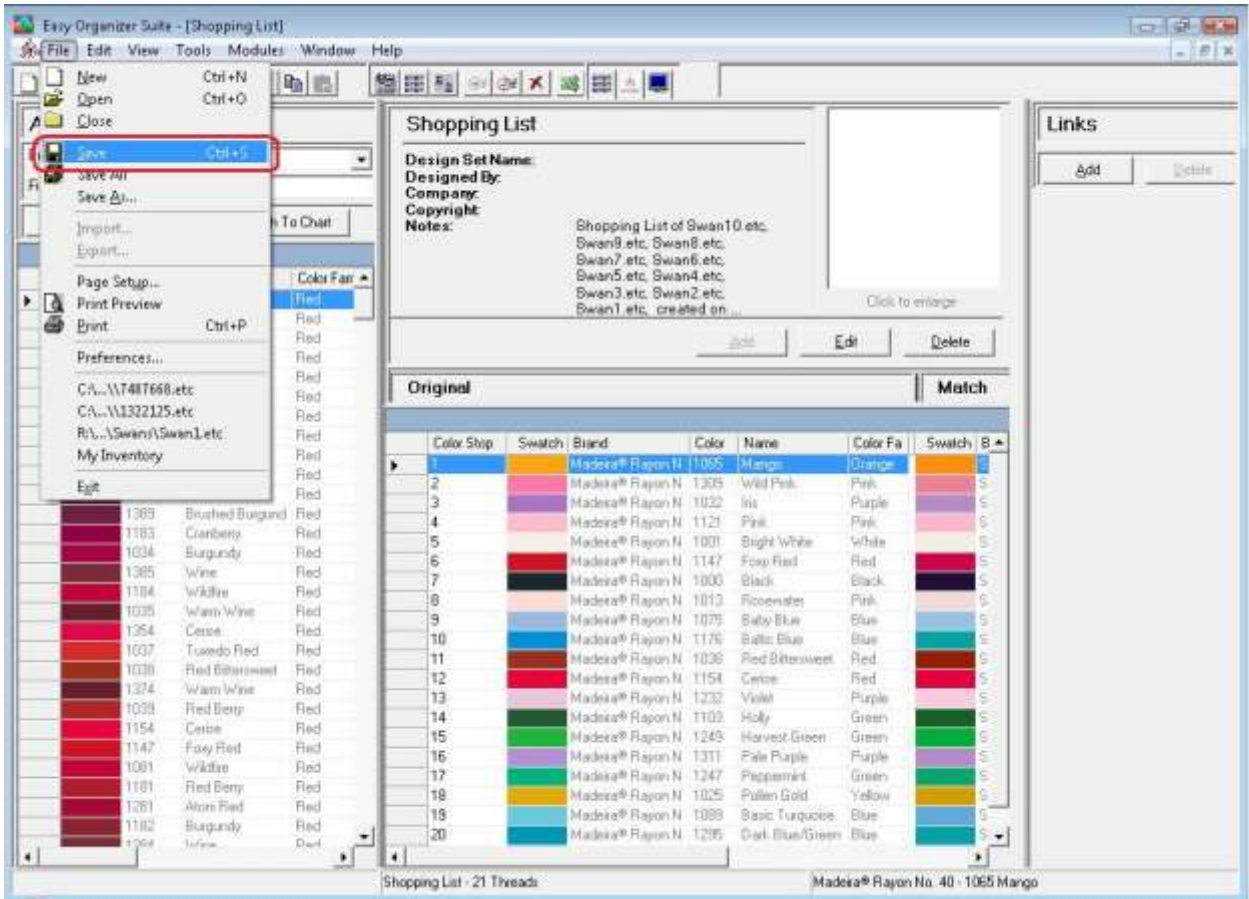 Easy Organizer Suite - [Shopping List]
File Edit View Tools Modules Window Help
New Ctrl+N
Open Ctrl+O
Close
Save Ctrl+S
Save All
Save As...
Import...
Export...
Page Setup...
Print Preview
Print Ctrl+P
Preferences...
C:\...\\7487668.etc
C:\...\\1322125.etc
R:\...\Swans\Swan1.etc
My Inventory
Exit
To Chart
Color Fam
Red
Red
Red
Red
Red
Red
Red
Red
Red
Red
Red
1389 Brushed Burgund Red
1183 Cranberry Red
1034 Burgundy Red
1385 Wine Red
1184 Wildfire Red
1035 Warm Wine Red
1354 Cerise Red
1037 Tuxedo Red Red
1038 Red Bittersweet Red
1374 Warm Wine Red
1039 Red Berry Red
1154 Cerise Red
1147 Foxy Red Red
1081 Wildfire Red
1181 Red Berry Red
1281 Atom Red Red
1182 Burgundy Red
Shopping List
Design Set Name:
Designed By:
Company:
Copyright:
Notes: Shopping List of Swan10.etc,
Swan9.etc, Swan8.etc,
Swan7.etc, Swan6.etc,
Swan5.etc, Swan4.etc,
Swan3.etc, Swan2.etc,
Swan1.etc, created on ...
Click to enlarge
Add Edit Delete
Original Match
Color Stop Swatch Brand Color Name Color Fa Swatch B
1 Madeira® Rayon N 1065 Mango Orange S
2 Madeira® Rayon N 1309 Wild Pink Pink S
3 Madeira® Rayon N 1032 Iris Purple S
4 Madeira® Rayon N 1121 Pink Pink S
5 Madeira® Rayon N 1001 Bright White White S
6 Madeira® Rayon N 1147 Foxy Red Red S
7 Madeira® Rayon N 1000 Black Black S
8 Madeira® Rayon N 1013 Rosewater Pink S
9 Madeira® Rayon N 1075 Baby Blue Blue S
10 Madeira® Rayon N 1176 Baltic Blue Blue S
11 Madeira® Rayon N 1038 Red Bittersweet Red S
12 Madeira® Rayon N 1154 Cerise Red S
13 Madeira® Rayon N 1232 Violet Purple S
14 Madeira® Rayon N 1103 Holly Green S
15 Madeira® Rayon N 1249 Harvest Green Green S
16 Madeira® Rayon N 1311 Pale Purple Purple S
17 Madeira® Rayon N 1247 Peppermint Green S
18 Madeira® Rayon N 1025 Pollen Gold Yellow S
19 Madeira® Rayon N 1089 Basic Turquoise Blue S
20 Madeira® Rayon N 1295 Dark Blue/Green Blue S
Links
Add Delete
Shopping List - 21 Threads
Madeira® Rayon No. 40 - 1065 Mango